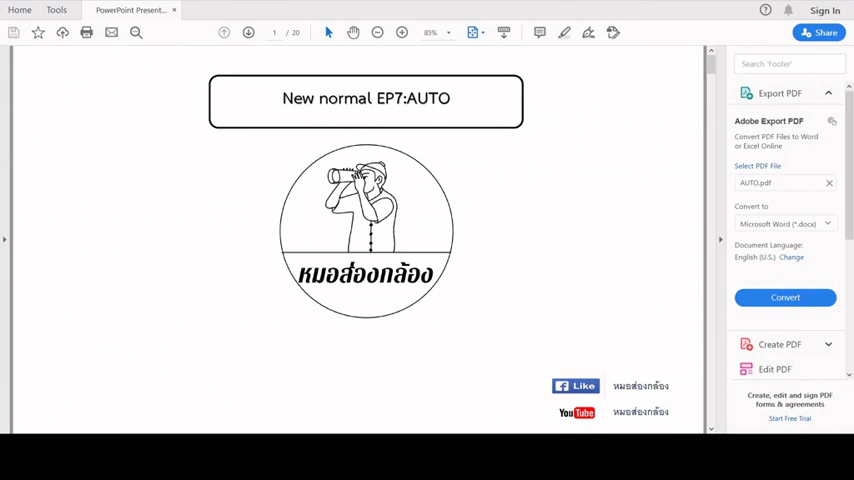 Home Tools PowerPoint Present... × Sign In
1 / 20 85% Share
New normal EP7:AUTO
หมอส่องกล้อง
Like หมอส่องกล้อง
YouTube หมอส่องกล้อง
Search 'Footer'
Export PDF
Adobe Export PDF
Convert PDF Files to Word
or Excel Online
Select PDF File
AUTO.pdf
Convert to
Microsoft Word (*.docx)
Document Language:
English (U.S.) Change
Convert
Create PDF
Edit PDF
Create, edit and sign PDF
forms & agreements
Start Free Trial